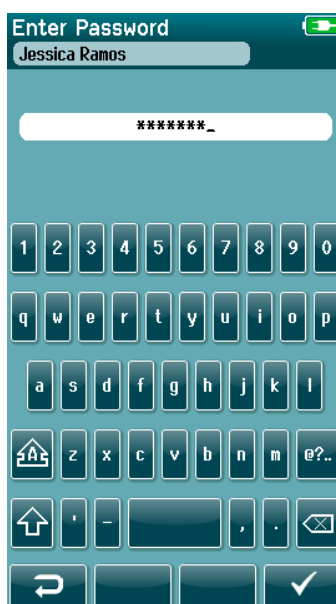 Enter Password
Jessica Ramos
*******_
1 2 3 4 5 6 7 8 9 0
q w e r t y u i o p
a s d f g h j k l
A z x c v b n m @?..
' - , .